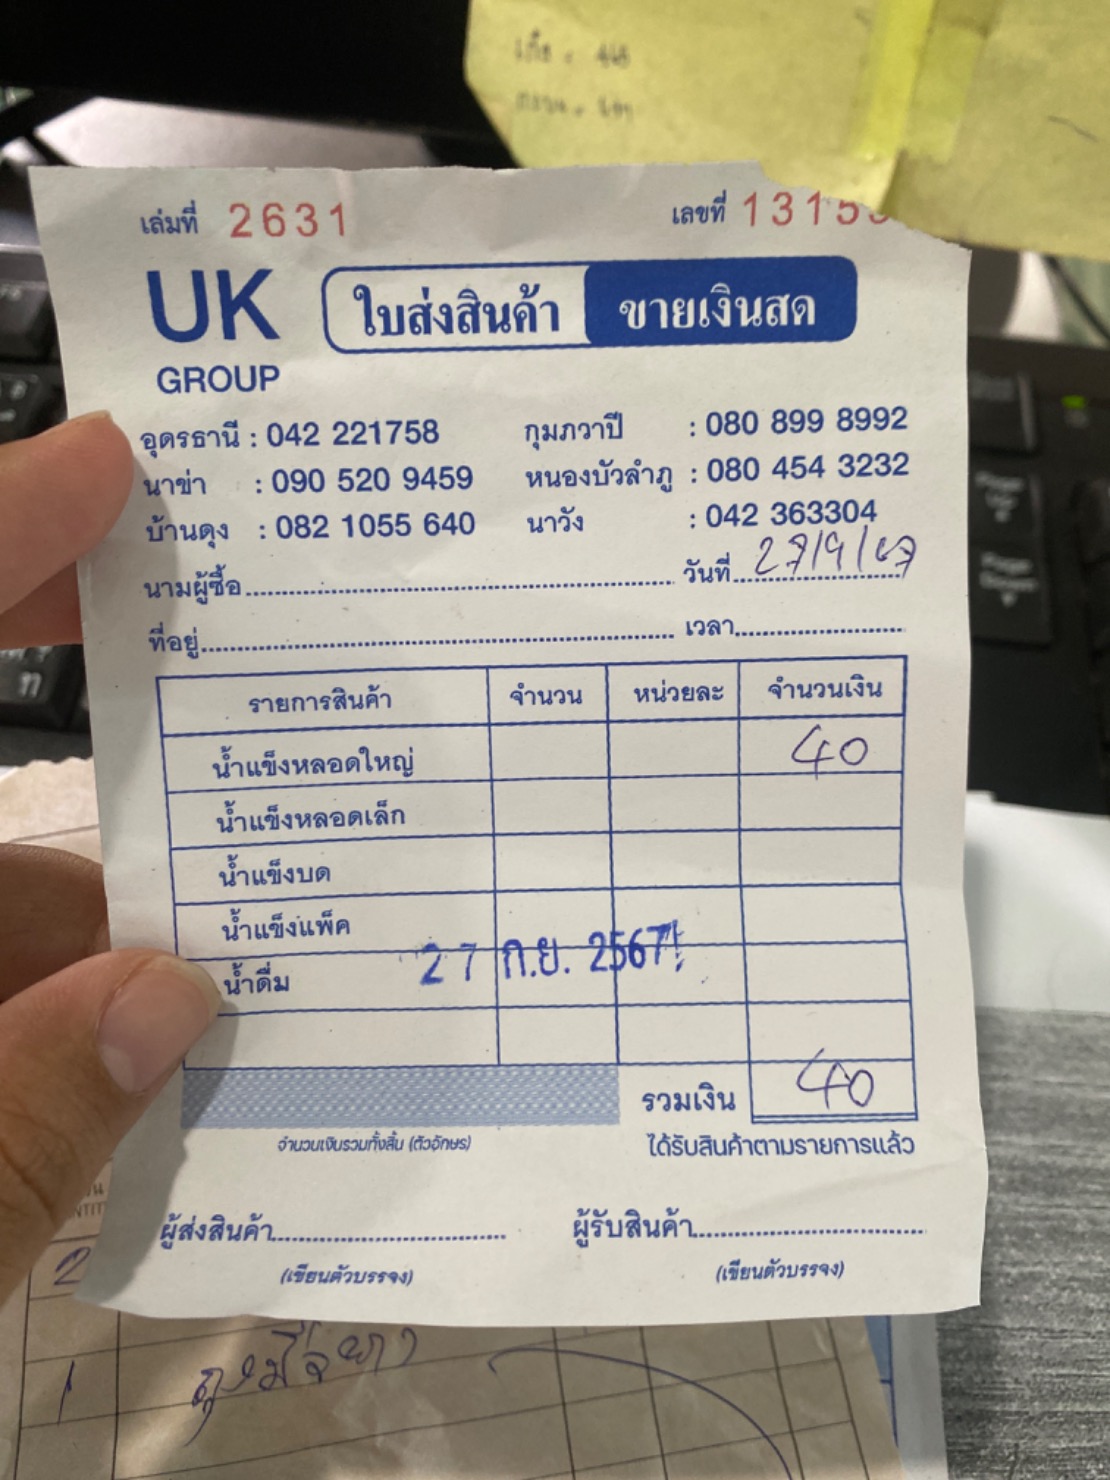 เล่มที่ 2631 เลขที่ 13155
UK
GROUP
ใบส่งสินค้า ขายเงินสด
อุดรธานี : 042 221758 กุมภวาปี : 080 899 8992
นาข่า : 090 520 9459 หนองบัวลำภู : 080 454 3232
บ้านดุง : 082 1055 640 นาวัง : 042 363304
นามผู้ซื้อ วันที่ 27/9/67
ที่อยู่ เวลา
รายการสินค้า จำนวน หน่วยละ จำนวนเงิน
น้ำแข็งหลอดใหญ่ 40
น้ำแข็งหลอดเล็ก
น้ำแข็งบด
น้ำแข็งแพ็ค
27 ก.ย. 2567
น้ำดื่ม
รวมเงิน 40
จำนวนเงินรวมทั้งสิ้น (ตัวอักษร) ได้รับสินค้าตามรายการแล้ว
ผู้ส่งสินค้า ผู้รับสินค้า
(เขียนตัวบรรจง) (เขียนตัวบรรจง)
2
1